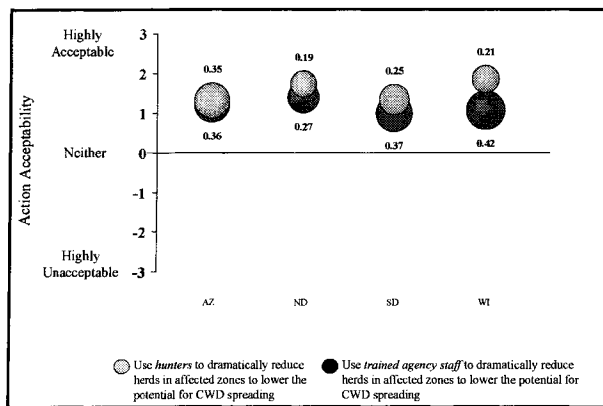 Highly
Acceptable
Neither
Highly
Unacceptable
Action Acceptability
3
2
1
0
-1
-2
-3
0.35
0.36
0.19
0.27
0.25
0.37
0.21
0.42
AZ
ND
SD
WI
Use hunters to dramatically reduce
herds in affected zones to lower the
potential for CWD spreading
Use trained agency staff to dramatically reduce
herds in affected zones to lower the potential for
CWD spreading